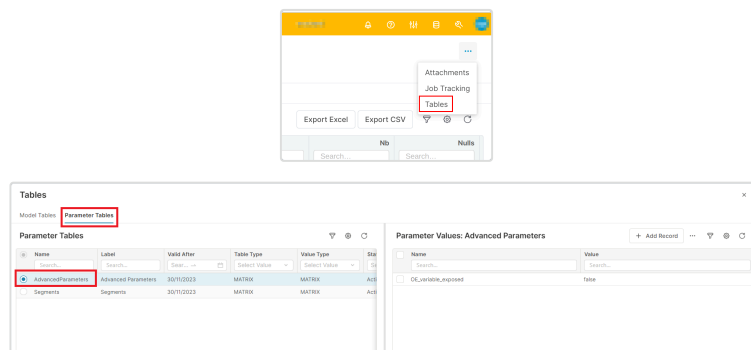 ...
Attachments
Job Tracking
Tables
Export Excel Export CSV
Nb Nulls
Search... Search...
Tables ×
Model Tables Parameter Tables
Parameter Tables
Name Label Valid After Table Type Value Type
Search... Search... Sear... → Select Value Select Value
AdvancedParameters Advanced Parameters 30/11/2023 MATRIX MATRIX Acti
Segments Segments 30/11/2023 MATRIX MATRIX Acti
Parameter Values: Advanced Parameters + Add Record ...
Name Value
Search... Search...
OE_variable_exposed false